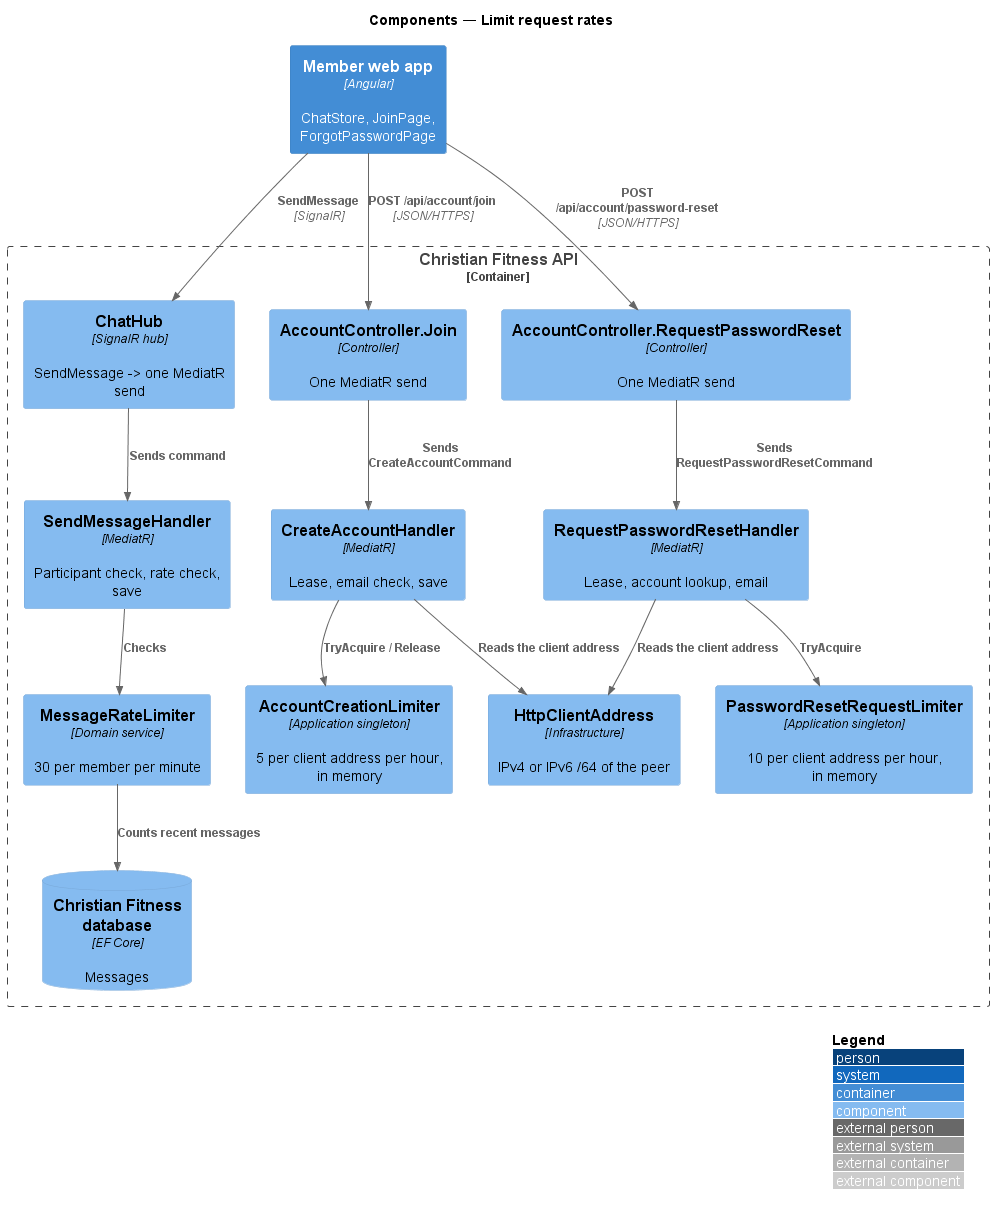 Components — Limit request rates
Member web app
[Angular]
ChatStore, JoinPage,
ForgotPasswordPage
SendMessage
[SignalR]
POST /api/account/join
[JSON/HTTPS]
POST
/api/account/password-reset
[JSON/HTTPS]
Christian Fitness API
[Container]
ChatHub
[SignalR hub]
SendMessage -> one MediatR
send
AccountController.Join
[Controller]
One MediatR send
AccountController.RequestPasswordReset
[Controller]
One MediatR send
Sends command
Sends
CreateAccountCommand
Sends
RequestPasswordResetCommand
SendMessageHandler
[MediatR]
Participant check, rate check,
save
CreateAccountHandler
[MediatR]
Lease, email check, save
RequestPasswordResetHandler
[MediatR]
Lease, account lookup, email
Checks
TryAcquire / Release
Reads the client address
Reads the client address
TryAcquire
MessageRateLimiter
[Domain service]
30 per member per minute
AccountCreationLimiter
[Application singleton]
5 per client address per hour,
in memory
HttpClientAddress
[Infrastructure]
IPv4 or IPv6 /64 of the peer
PasswordResetRequestLimiter
[Application singleton]
10 per client address per hour,
in memory
Counts recent messages
Christian Fitness
database
[EF Core]
Messages
Legend
person
system
container
component
external person
external system
external container
external component